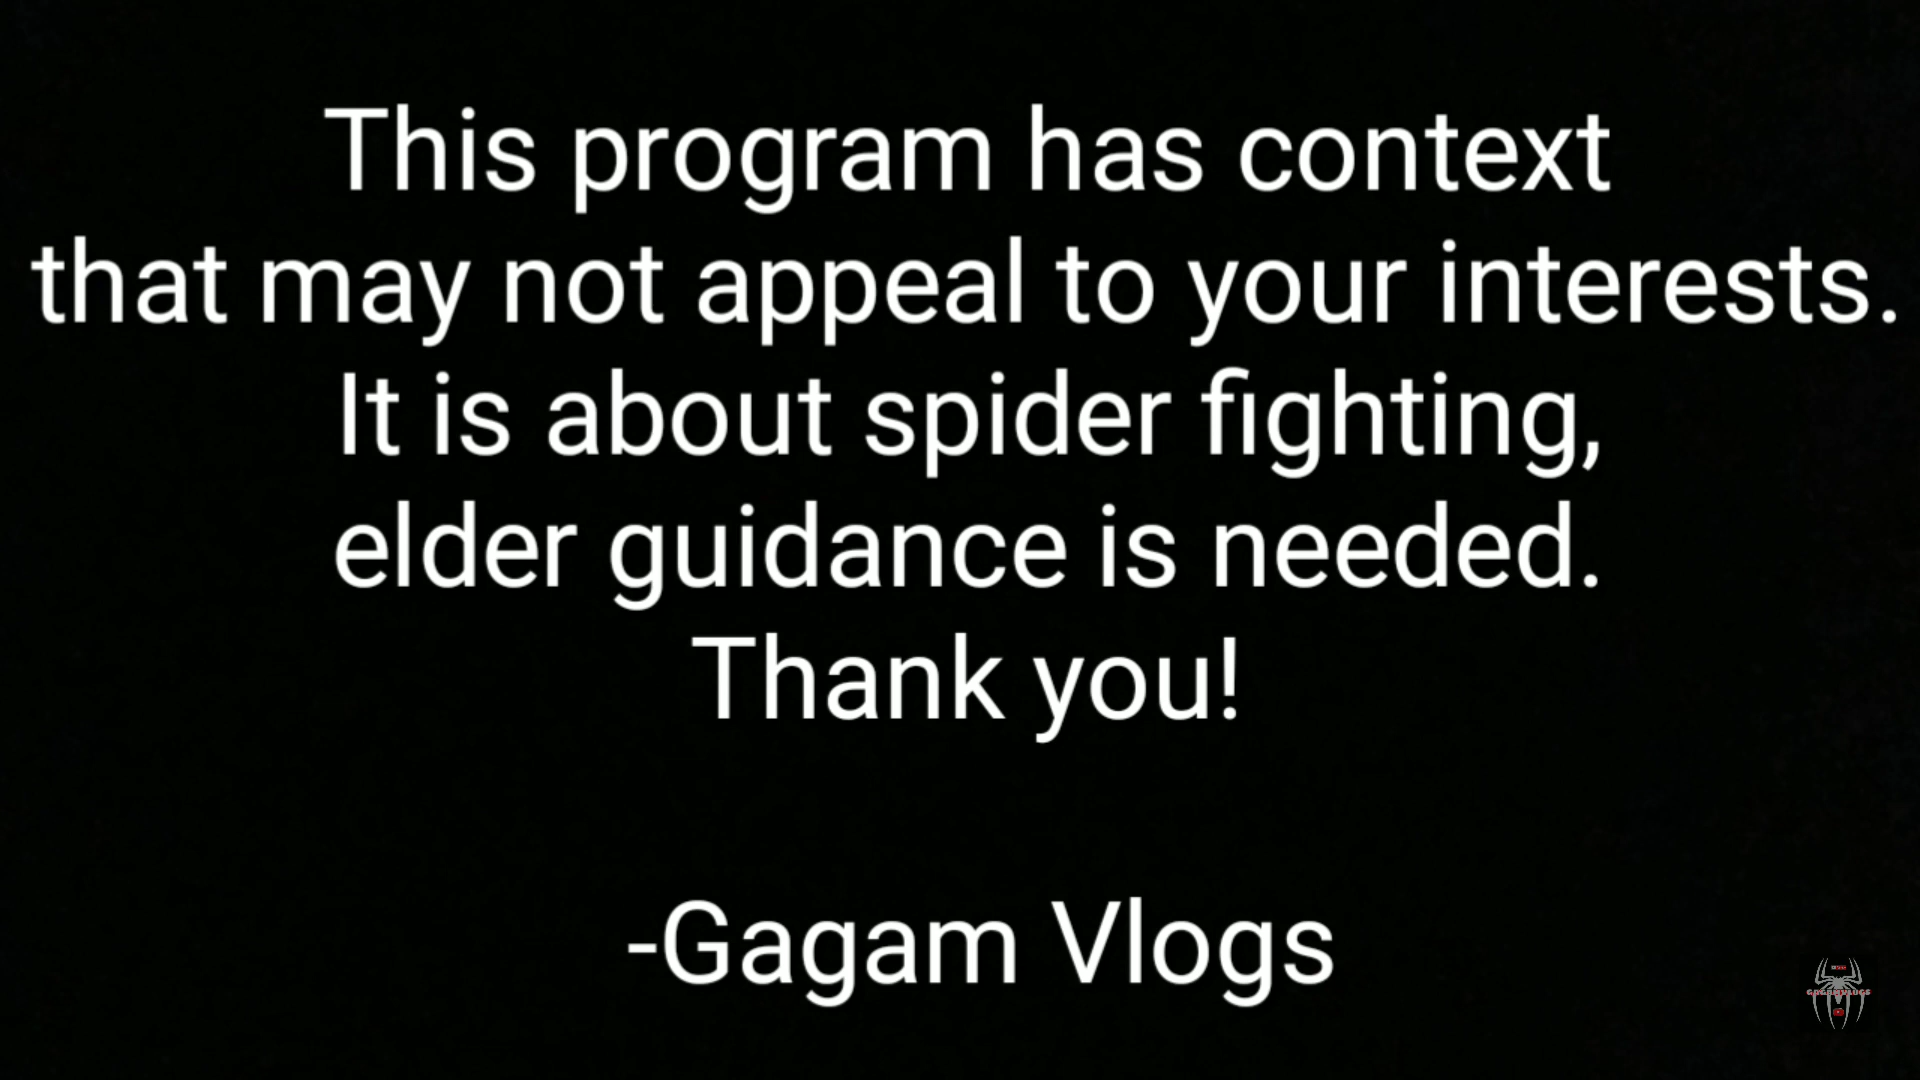 This program has context
that may not appeal to your interests.
It is about spider fighting,
elder guidance is needed.
Thank you!
-Gagam Vlogs
GAGAMVLOGS